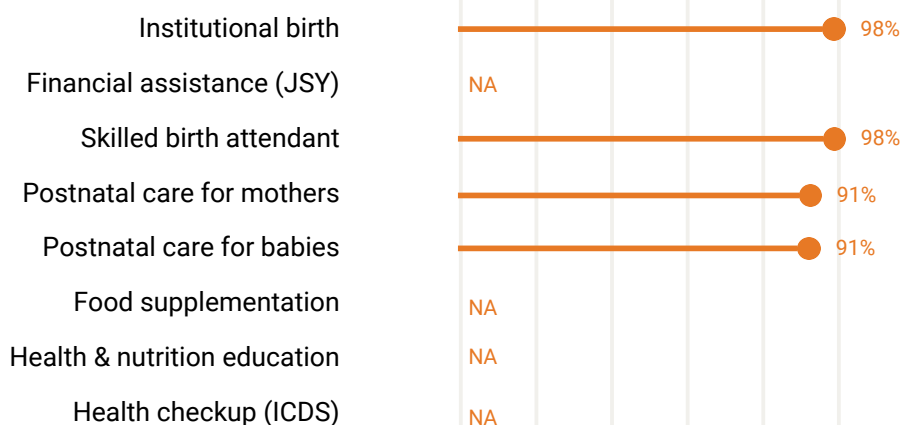 Institutional birth 98%
Financial assistance (JSY) NA
Skilled birth attendant 98%
Postnatal care for mothers 91%
Postnatal care for babies 91%
Food supplementation NA
Health & nutrition education NA
Health checkup (ICDS) NA